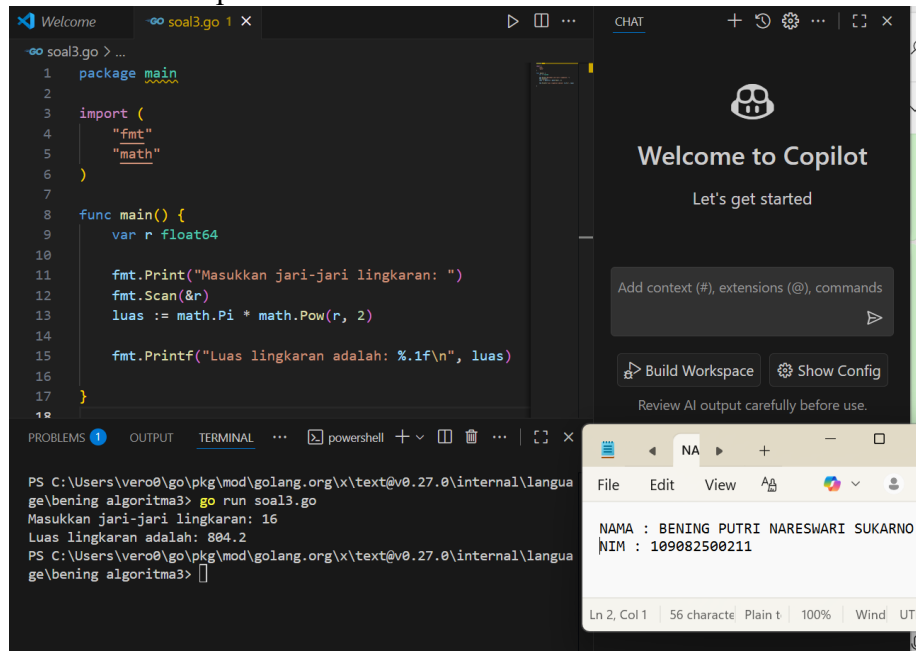 Welcome
GO soal3.go 1 ×
GO soal3.go > ...
1 package main
2
3 import (
4 "fmt"
5 "math"
6 )
7
8 func main() {
9 var r float64
10
11 fmt.Print("Masukkan jari-jari lingkaran: ")
12 fmt.Scan(&r)
13 luas := math.Pi * math.Pow(r, 2)
14
15 fmt.Printf("Luas lingkaran adalah: %.1f\n", luas)
16
17 }
18
CHAT
Welcome to Copilot
Let's get started
Add context (#), extensions (@), commands
Build Workspace
Show Config
Review AI output carefully before use.
PROBLEMS 1 OUTPUT TERMINAL ... powershell
PS C:\Users\vero0\go\pkg\mod\golang.org\x\text@v0.27.0\internal\langua
ge\bening algoritma3> go run soal3.go
Masukkan jari-jari lingkaran: 16
Luas lingkaran adalah: 804.2
PS C:\Users\vero0\go\pkg\mod\golang.org\x\text@v0.27.0\internal\langua
ge\bening algoritma3>
NA
File Edit View
NAMA : BENING PUTRI NARESWARI SUKARNO
NIM : 109082500211
Ln 2, Col 1 56 characte Plain t 100% Wind UT